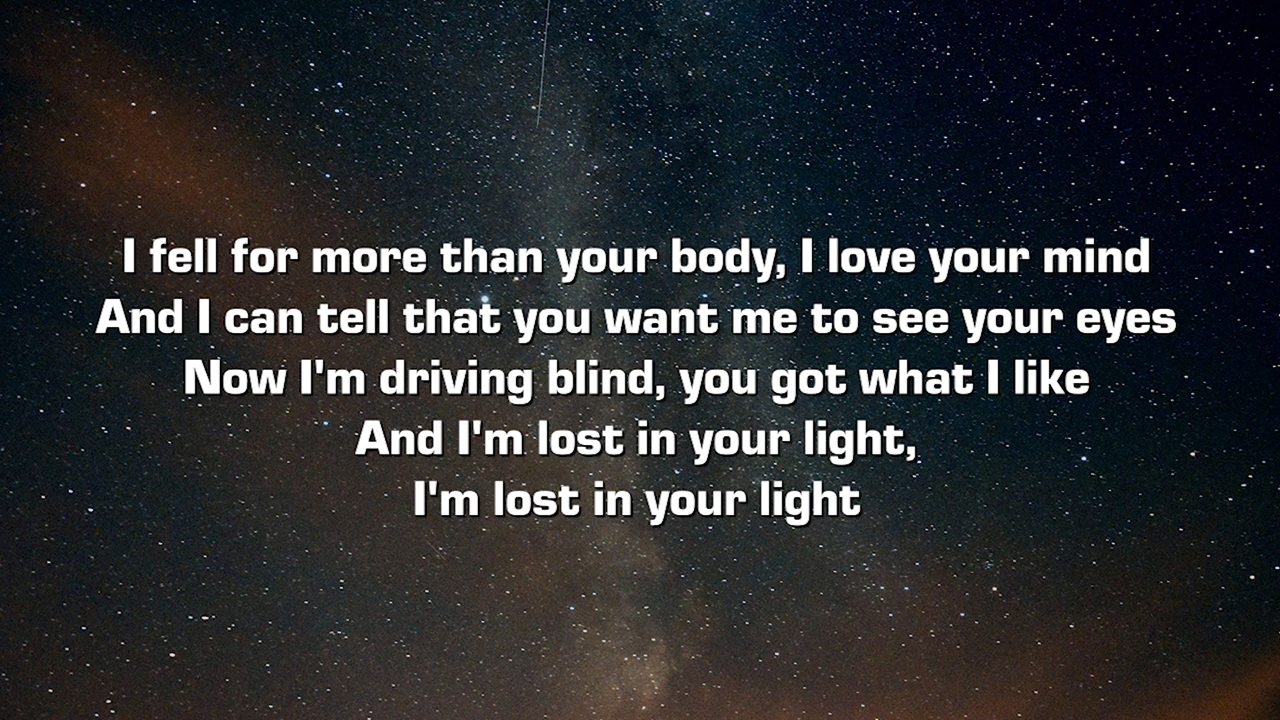 I fell for more than your body, I love your mind
And I can tell that you want me to see your eyes
Now I'm driving blind, you got what I like
And I'm lost in your light,
I'm lost in your light